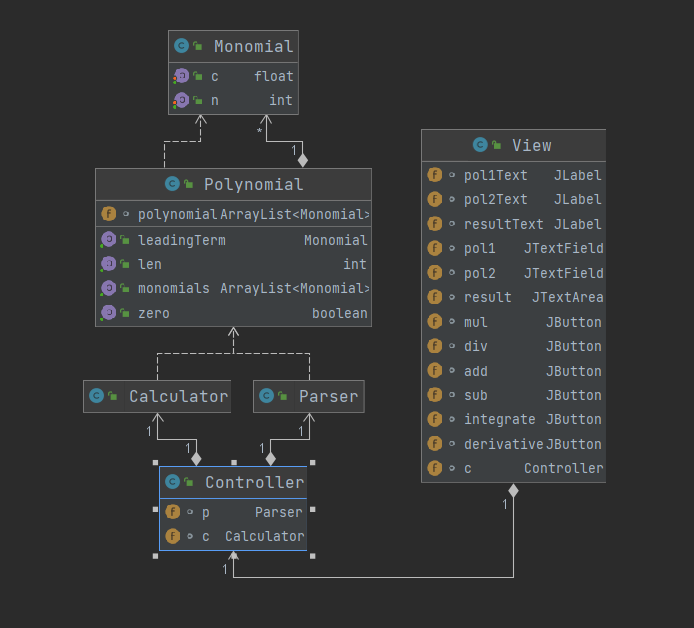 Monomial
c float
n int
*
1
Polynomial
polynomial ArrayList<Monomial>
leadingTerm Monomial
len int
monomials ArrayList<Monomial>
zero boolean
Calculator
Parser
1
1
1
1
Controller
p Parser
c Calculator
1
View
pol1Text JLabel
pol2Text JLabel
resultText JLabel
pol1 JTextField
pol2 JTextField
result JTextArea
mul JButton
div JButton
add JButton
sub JButton
integrate JButton
derivative JButton
c Controller
1